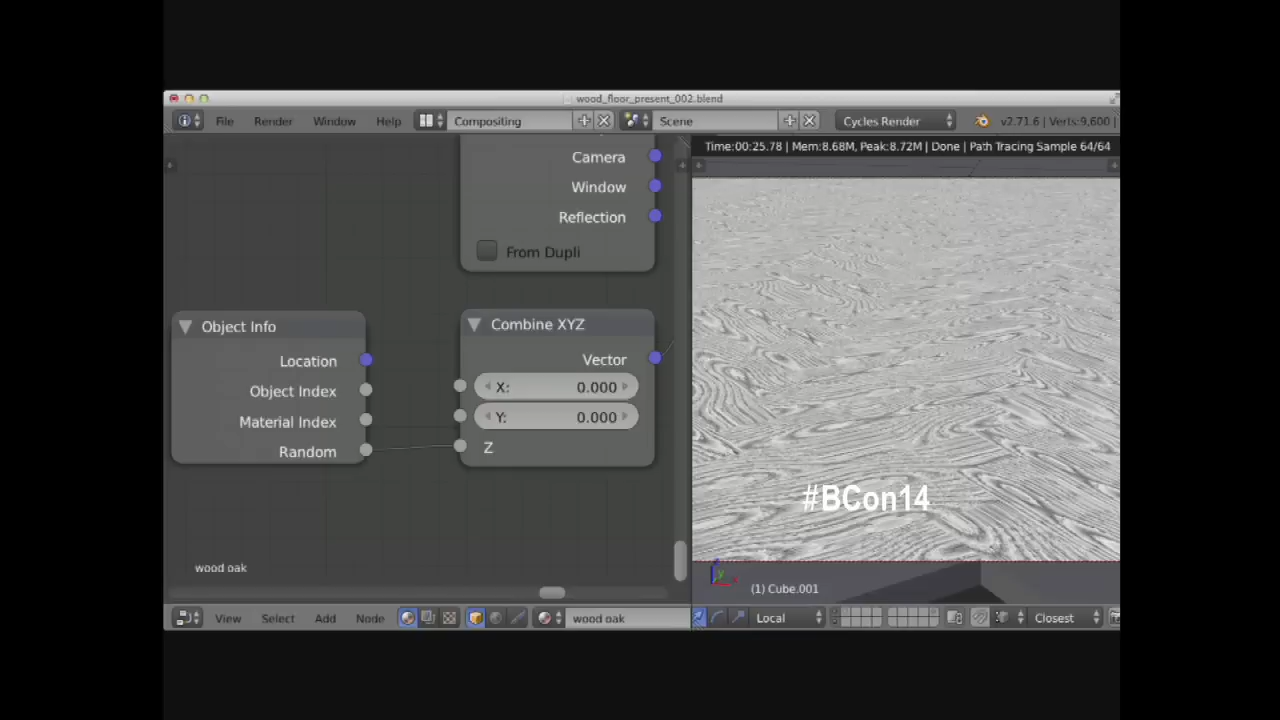 wood_floor_present_002.blend
File Render Window Help Compositing Scene Cycles Render v2.71.6 | Verts:9,600 |
Time:00:25.78 | Mem:8.68M, Peak:8.72M | Done | Path Tracing Sample 64/64
Camera
Window
Reflection
From Dupli
Object Info
Location
Object Index
Material Index
Random
Combine XYZ
Vector
X: 0.000
Y: 0.000
Z
#BCon14
wood oak
(1) Cube.001
View Select Add Node wood oak Local Closest